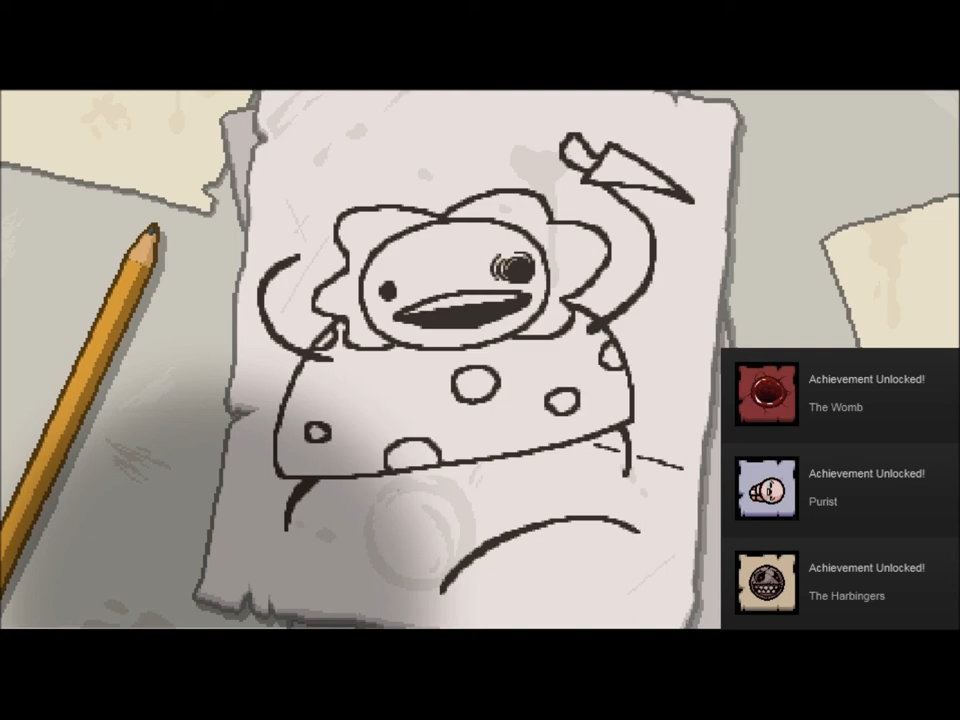 Achievement Unlocked!
The Womb
Achievement Unlocked!
Purist
Achievement Unlocked!
The Harbingers